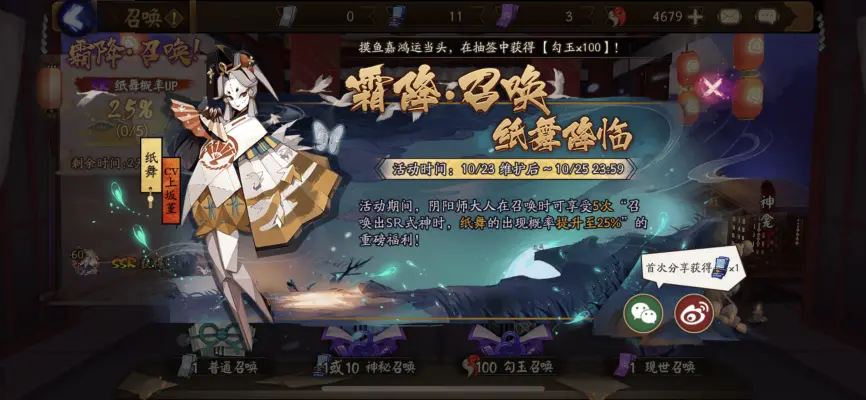 召唤
0
11
3
4679
摸鱼嘉鸿运当头，在抽签中获得【勾玉x100】！
霜降·召唤！
纸舞概率UP
25%
(0/5)
剩余时间:2
纸舞
CV上坂堇
霜降·召唤
纸舞降临
活动时间：10/23 维护后~10/25 23:59
活动期间，阴阳师大人在召唤时可享受5次“召
唤出SR式神时，纸舞的出现概率提升至25%”的
重磅福利！
神龛
60
SSR
首次分享获得 x1
1 普通召唤
1或10 神秘召唤
100 勾玉召唤
1 现世召唤